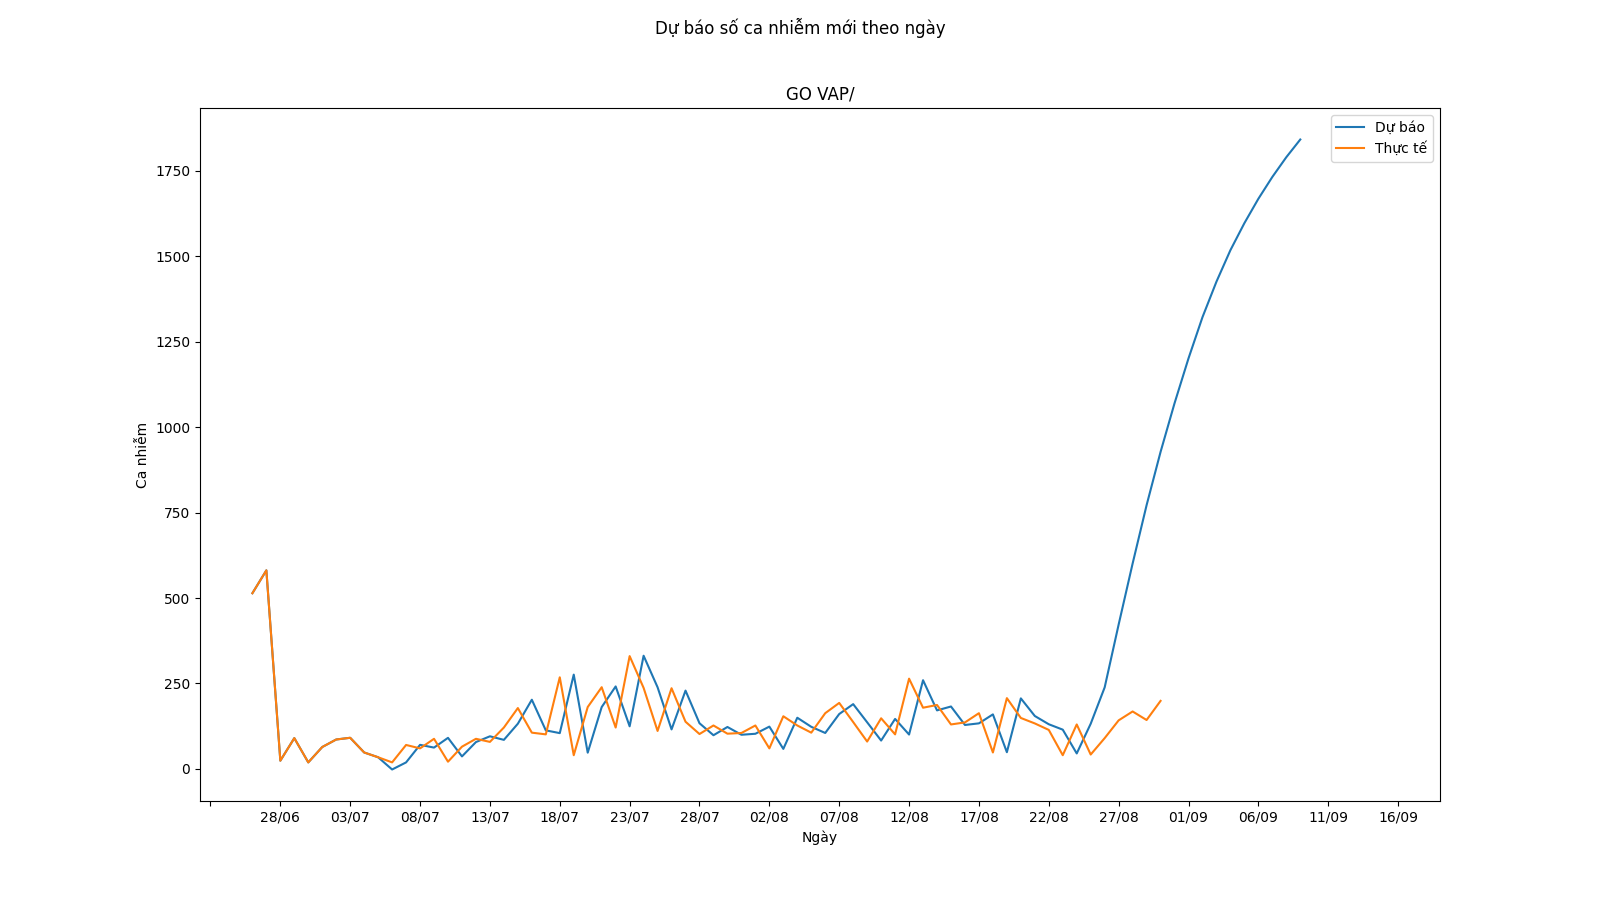 Dự báo số ca nhiễm mới theo ngày
GO VAP/
Dự báo
Thực tế
Ca nhiễm
1750
1500
1250
1000
750
500
250
0
28/06 03/07 08/07 13/07 18/07 23/07 28/07 02/08 07/08 12/08 17/08 22/08 27/08 01/09 06/09 11/09 16/09
Ngày